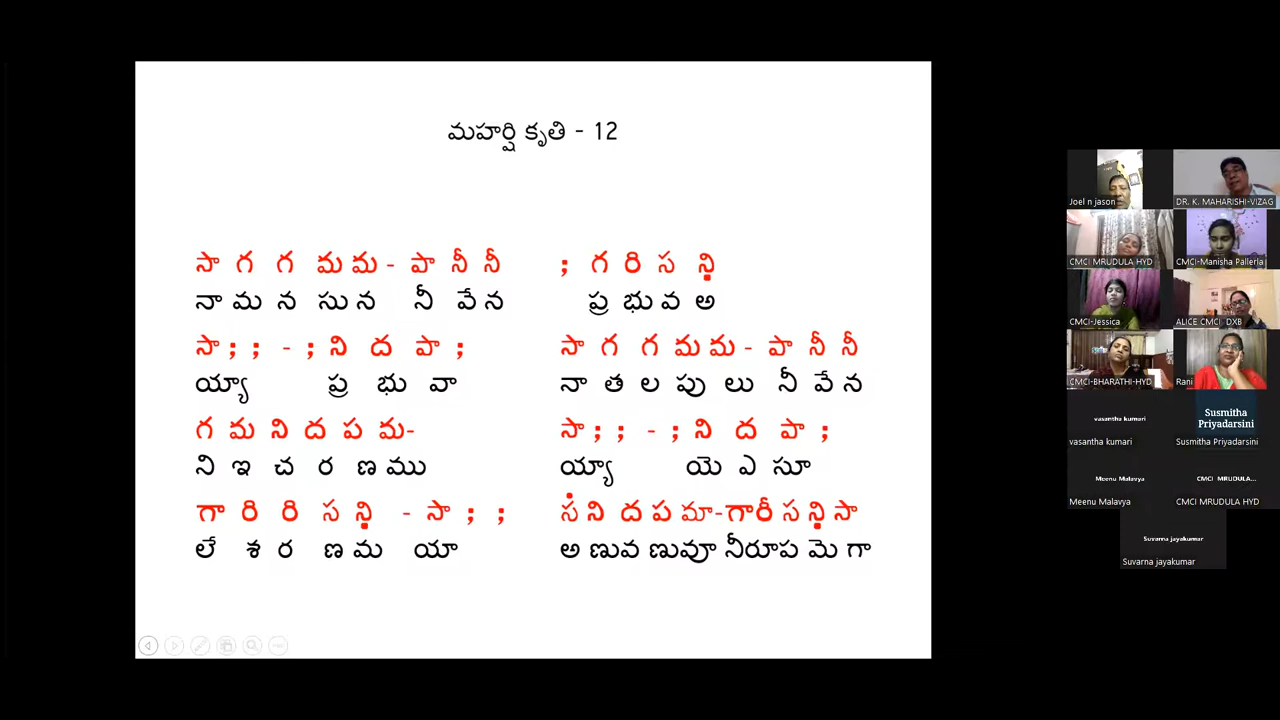 మహర్షి కృతి - 12
సా గ గ మ మ - పా నీ నీ ; గ రి స ని
నా మ న సు న నీ వే న ప్ర భు వ అ
సా ; ; - ; ని ద పా ; సా గ గ మ మ - పా నీ నీ
య్యా ప్ర భు వా నా త ల పు లు నీ వే న
గ మ ని ద ప మ- సా ; ; - ; ని ద పా ;
ని ఇ చ ర ణ ము య్యా యె ఎ సూ
గా రి రి స ని - సా ; ; స ని ద ప మా-గారీ స ని సా
లే శ ర ణ మ యా అ ణువ ణువూ నీరూప మె గా
Joel n jason
DR. K. MAHARISHI-VIZAG
CMCI MRUDULA HYD
CMCI-Manisha Pallerla
CMCI-Jessica
ALICE CMCI DXB
CMCI-BHARATHI-HYD
Rani
vasantha kumari
Susmitha Priyadarsini
vasantha kumari
Susmitha Priyadarsini
Meenu Malavya
CMCI MRUDULA...
Meenu Malavya
CMCI MRUDULA HYD
Suvarna jayakumar
Suvarna jayakumar